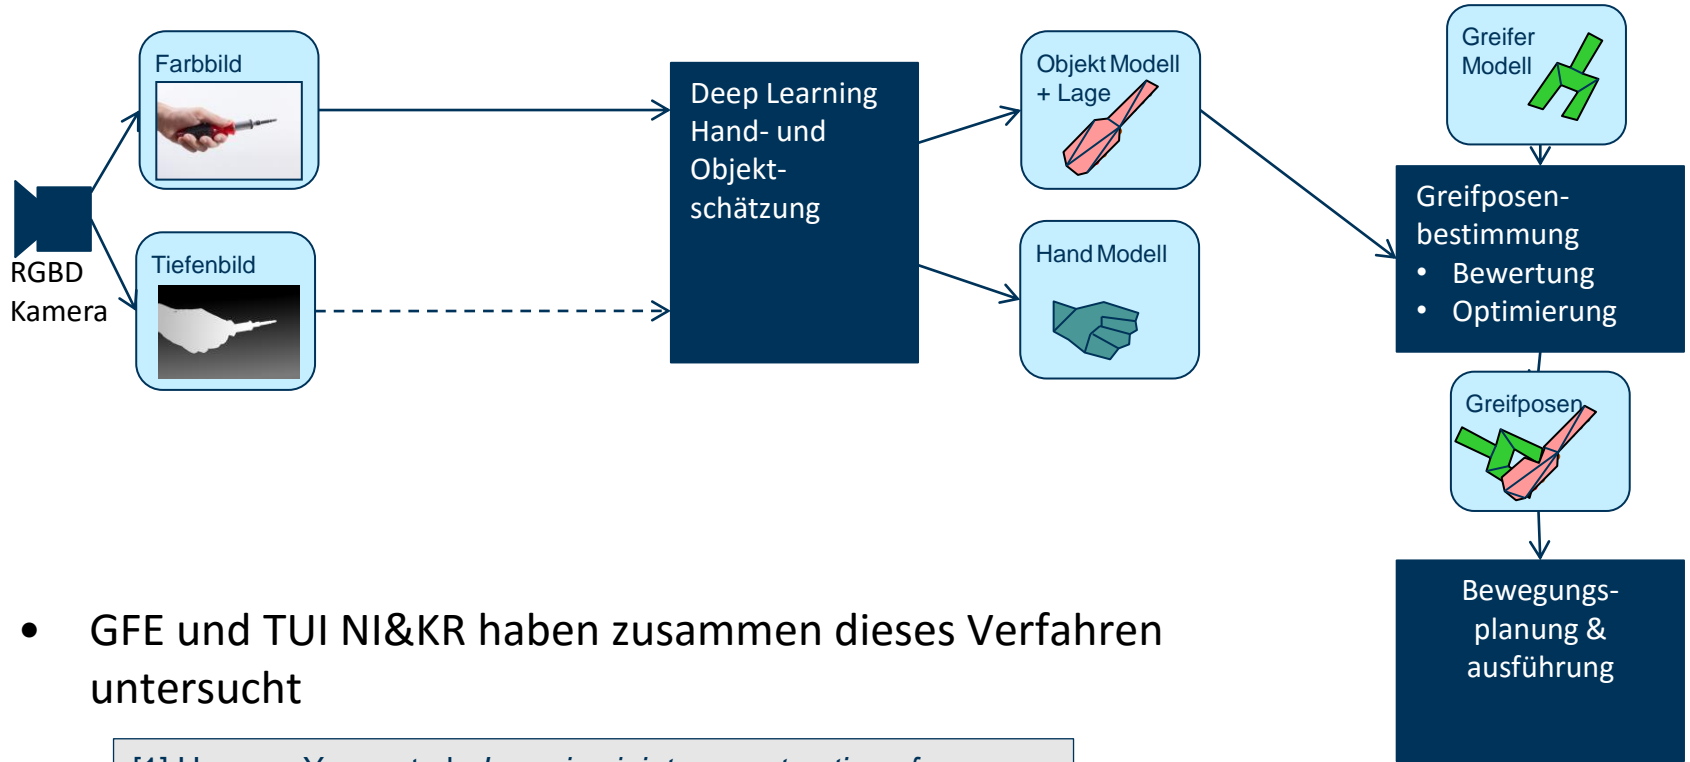 Farbbild
Tiefenbild
RGBD
Kamera
Deep Learning
Hand- und
Objekt-
schätzung
Objekt Modell
+ Lage
Hand Modell
Greifer
Modell
Greifposen-
bestimmung
• Bewertung
• Optimierung
Greifposen
Bewegungs-
planung &
ausführung
• GFE und TUI NI&KR haben zusammen dieses Verfahren
untersucht